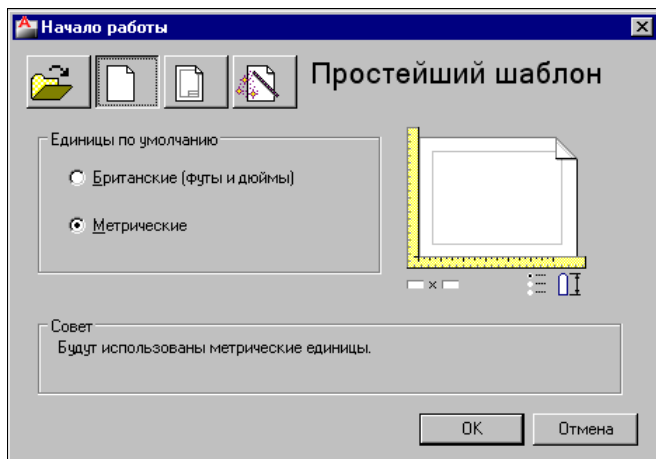 Начало работы
Простейший шаблон
Единицы по умолчанию
Британские (футы и дюймы)
Метрические
Совет
Будут использованы метрические единицы.
OK
Отмена